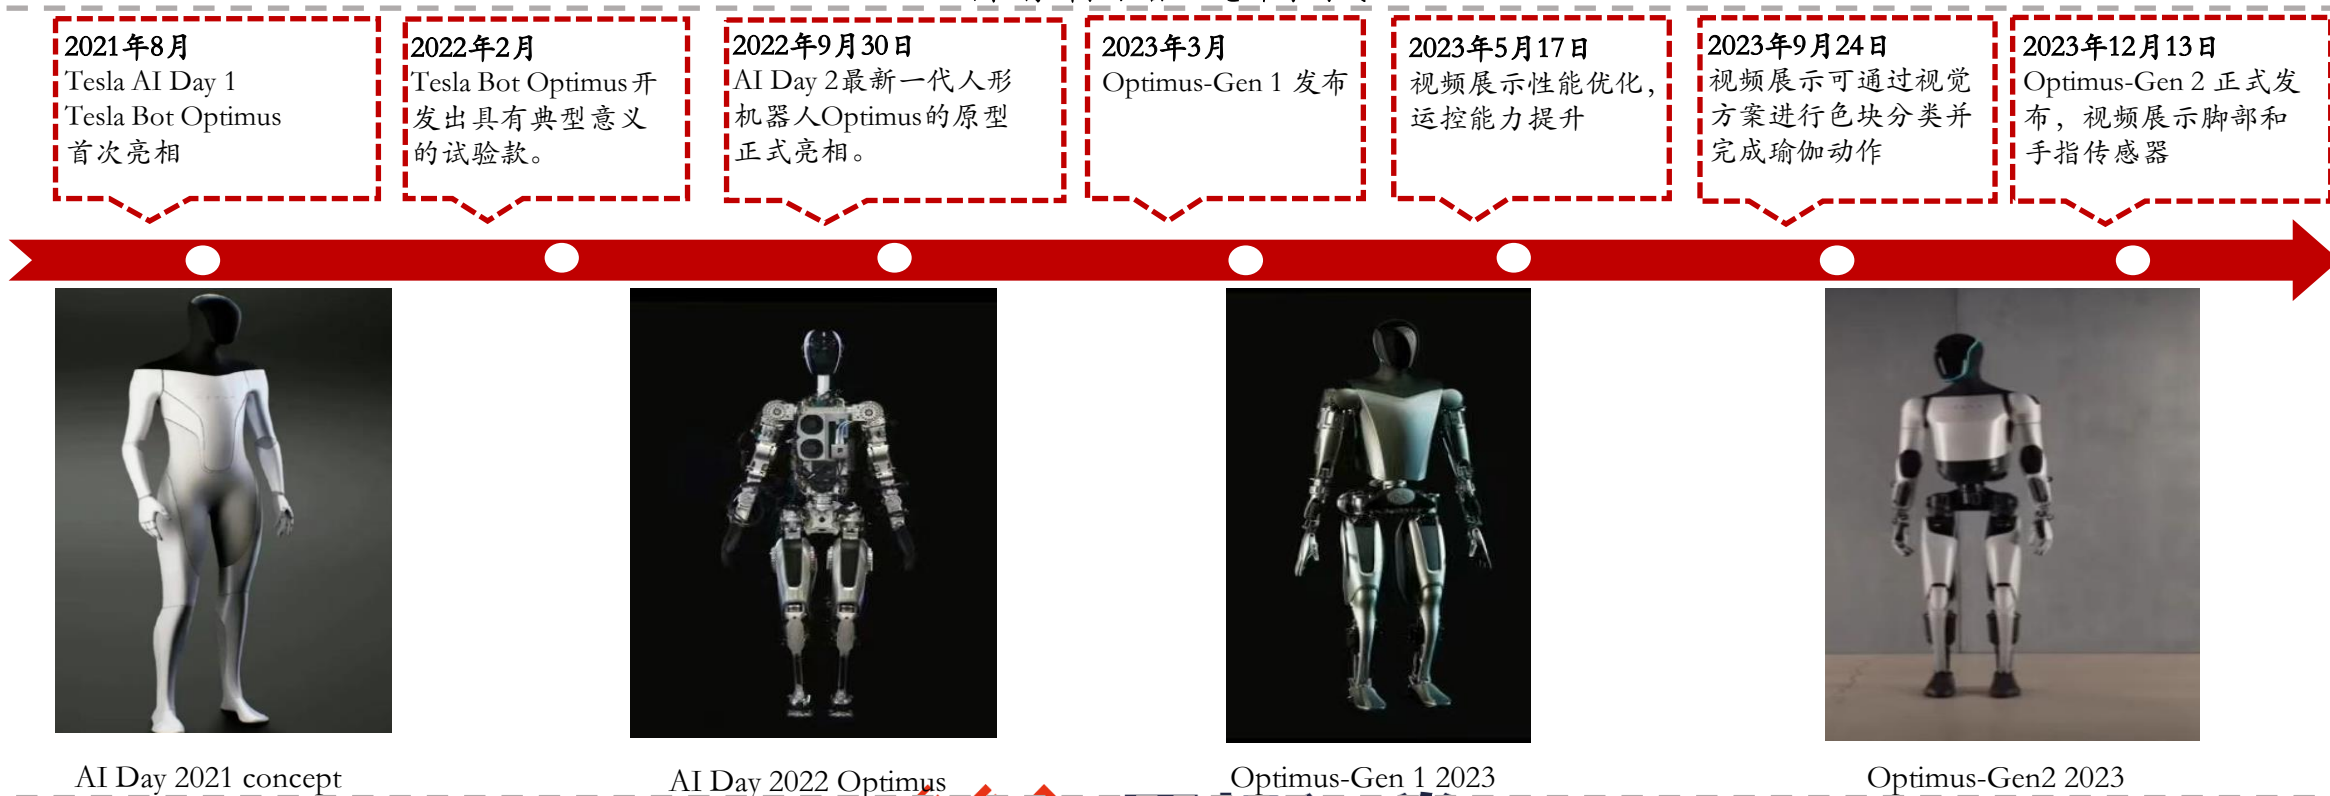 2021年8月
Tesla AI Day 1
Tesla Bot Optimus
首次亮相
2022年2月
Tesla Bot Optimus开
发出具有典型意义
的试验款。
2022年9月30日
AI Day 2最新一代人形
机器人Optimus的原型
正式亮相。
2023年3月
Optimus-Gen 1 发布
2023年5月17日
视频展示性能优化，
运控能力提升
2023年9月24日
视频展示可通过视觉
方案进行色块分类并
完成瑜伽动作
2023年12月13日
Optimus-Gen 2 正式发
布，视频展示脚部和
手指传感器
AI Day 2021 concept
AI Day 2022 Optimus
Optimus-Gen 1 2023
Optimus-Gen2 2023